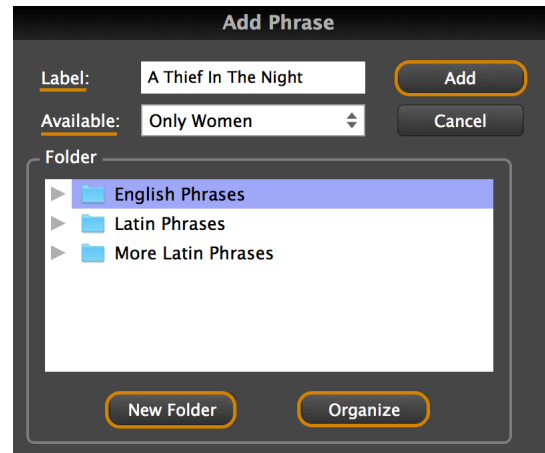 Add Phrase
Label: A Thief In The Night Add
Available: Only Women Cancel
Folder
English Phrases
Latin Phrases
More Latin Phrases
New Folder Organize